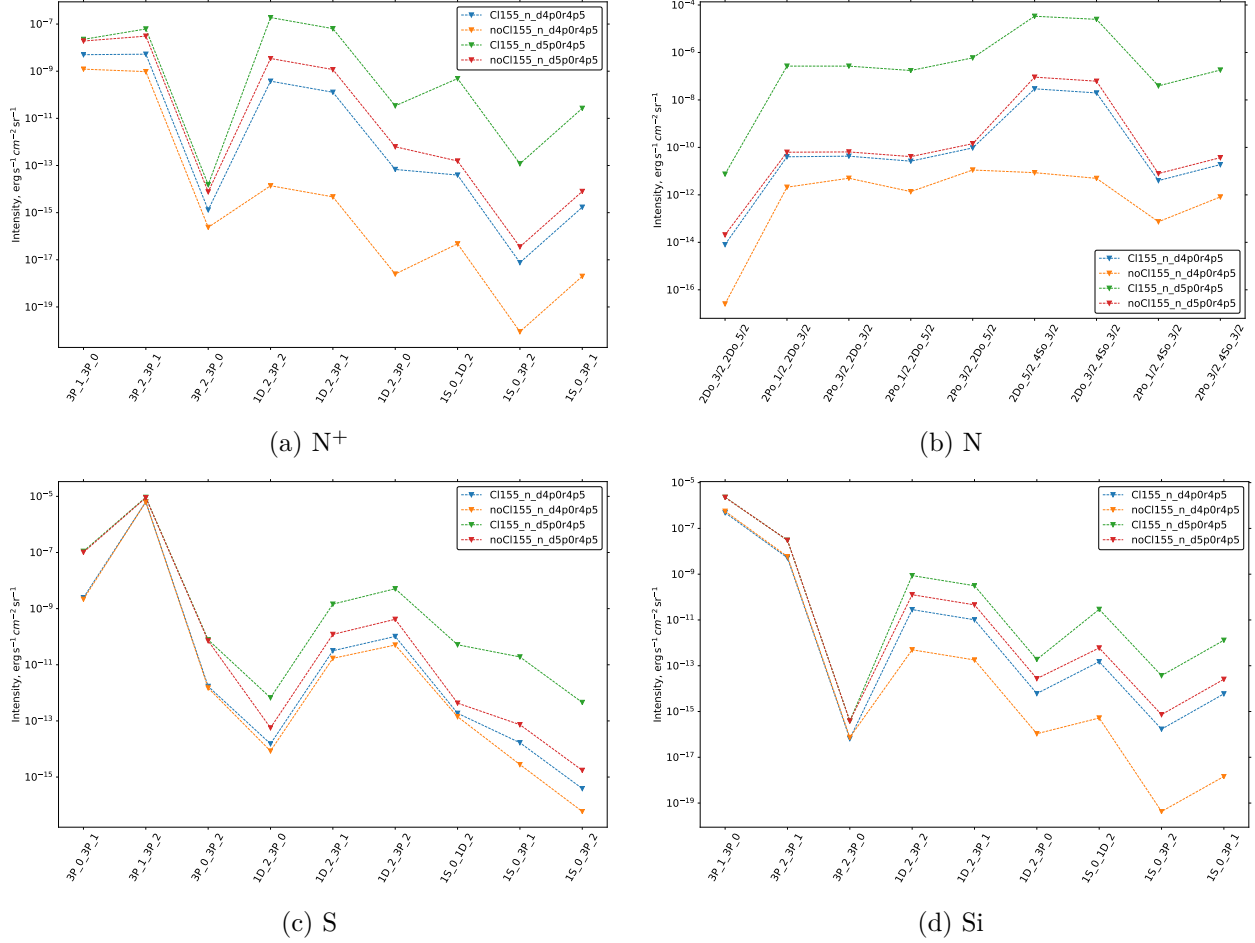 Intensity, erg s⁻¹ cm⁻² sr⁻¹
10⁻⁷
10⁻⁹
10⁻¹¹
10⁻¹³
10⁻¹⁵
10⁻¹⁷
10⁻¹⁹
Cl155_n_d4p0r4p5
noCl155_n_d4p0r4p5
Cl155_n_d5p0r4p5
noCl155_n_d5p0r4p5
3P_1_3P_0
3P_2_3P_1
3P_2_3P_0
1D_2_3P_2
1D_2_3P_1
1D_2_3P_0
1S_0_1D_2
1S_0_3P_2
1S_0_3P_1
(a) N⁺
Intensity, erg s⁻¹ cm⁻² sr⁻¹
10⁻⁴
10⁻⁶
10⁻⁸
10⁻¹⁰
10⁻¹²
10⁻¹⁴
10⁻¹⁶
Cl155_n_d4p0r4p5
noCl155_n_d4p0r4p5
Cl155_n_d5p0r4p5
noCl155_n_d5p0r4p5
2Do_3/2_2Do_5/2
2Po_1/2_2Do_3/2
2Po_3/2_2Do_3/2
2Po_1/2_2Do_5/2
2Po_3/2_2Do_5/2
2Do_5/2_4So_3/2
2Do_3/2_4So_3/2
2Po_1/2_4So_3/2
2Po_3/2_4So_3/2
(b) N
Intensity, erg s⁻¹ cm⁻² sr⁻¹
10⁻⁵
10⁻⁷
10⁻⁹
10⁻¹¹
10⁻¹³
10⁻¹⁵
Cl155_n_d4p0r4p5
noCl155_n_d4p0r4p5
Cl155_n_d5p0r4p5
noCl155_n_d5p0r4p5
3P_0_3P_1
3P_1_3P_2
3P_0_3P_2
1D_2_3P_0
1D_2_3P_1
1D_2_3P_2
1S_0_1D_2
1S_0_3P_1
1S_0_3P_2
(c) S
Intensity, erg s⁻¹ cm⁻² sr⁻¹
10⁻⁵
10⁻⁷
10⁻⁹
10⁻¹¹
10⁻¹³
10⁻¹⁵
10⁻¹⁷
10⁻¹⁹
Cl155_n_d4p0r4p5
noCl155_n_d4p0r4p5
Cl155_n_d5p0r4p5
noCl155_n_d5p0r4p5
3P_1_3P_0
3P_2_3P_1
3P_2_3P_0
1D_2_3P_2
1D_2_3P_1
1D_2_3P_0
1S_0_1D_2
1S_0_3P_2
1S_0_3P_1
(d) Si